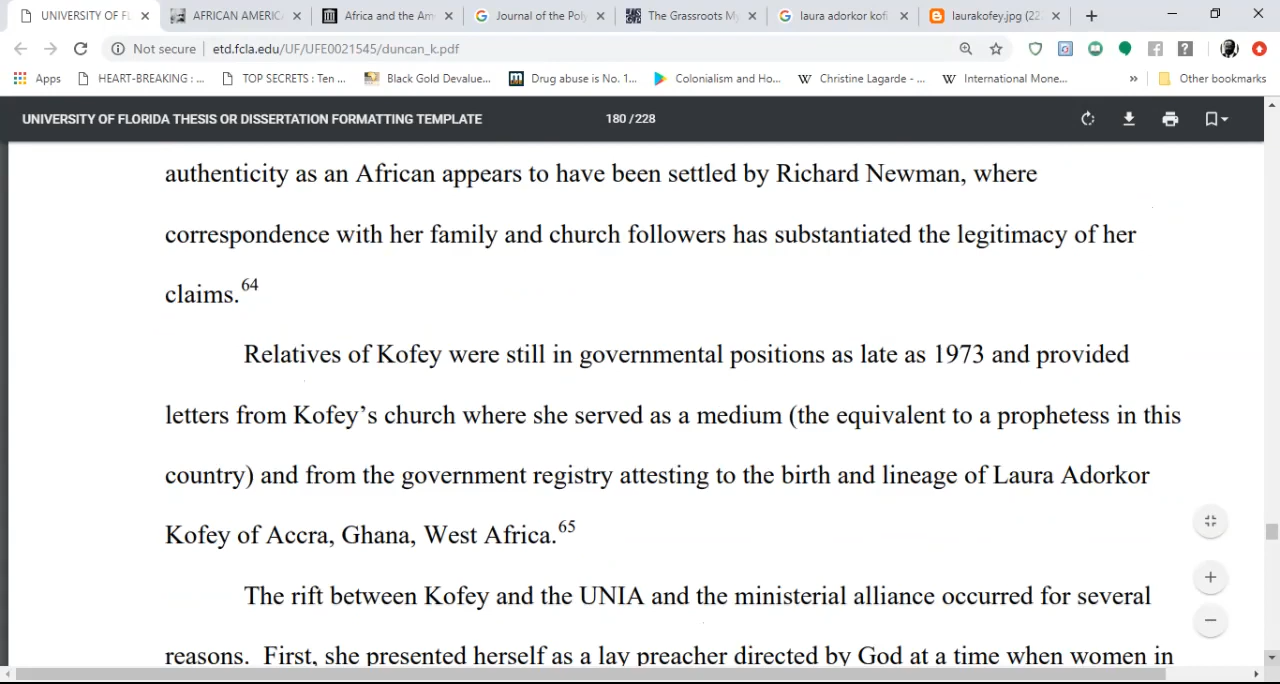 UNIVERSITY OF FL
AFRICAN AMERIC
Africa and the Am
Journal of the Poly
The Grassroots M
laura adorkor kofi
laurakofey.jpg (22
Not secure | etd.fcla.edu/UF/UFE0021545/duncan_k.pdf
Apps
HEART-BREAKING : ...
TOP SECRETS : Ten ...
Black Gold Devalue...
Drug abuse is No. 1...
Colonialism and Ho...
Christine Lagarde - ...
International Mone...
»
Other bookmarks
UNIVERSITY OF FLORIDA THESIS OR DISSERTATION FORMATTING TEMPLATE
180 / 228
authenticity as an African appears to have been settled by Richard Newman, where
correspondence with her family and church followers has substantiated the legitimacy of her
claims.64
Relatives of Kofey were still in governmental positions as late as 1973 and provided
letters from Kofey's church where she served as a medium (the equivalent to a prophetess in this
country) and from the government registry attesting to the birth and lineage of Laura Adorkor
Kofey of Accra, Ghana, West Africa.65
The rift between Kofey and the UNIA and the ministerial alliance occurred for several
reasons. First, she presented herself as a lay preacher directed by God at a time when women in